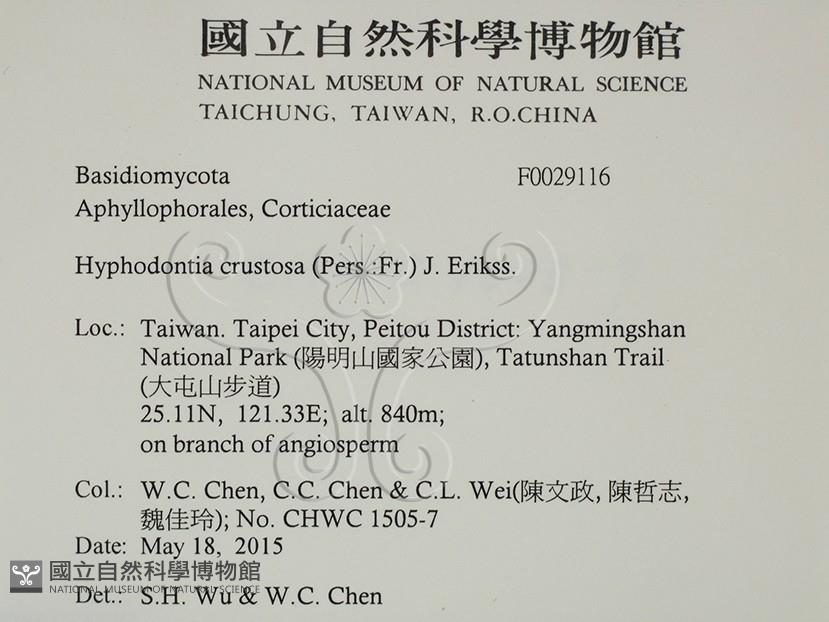 國立自然科學博物館
NATIONAL MUSEUM OF NATURAL SCIENCE
TAICHUNG, TAIWAN, R.O.CHINA
Basidiomycota F0029116
Aphyllophorales, Corticiaceae
Hyphodontia crustosa (Pers.:Fr.) J. Erikss.
Loc.: Taiwan. Taipei City, Peitou District: Yangmingshan
National Park (陽明山國家公園), Tatunshan Trail
(大屯山步道)
25.11N, 121.33E; alt. 840m;
on branch of angiosperm
Col.: W.C. Chen, C.C. Chen & C.L. Wei(陳文政, 陳哲志,
魏佳玲); No. CHWC 1505-7
Date: May 18, 2015
國立自然科學博物館
NATIONAL MUSEUM OF NATURAL SCIENCE
Det.: S.H. Wu & W.C. Chen